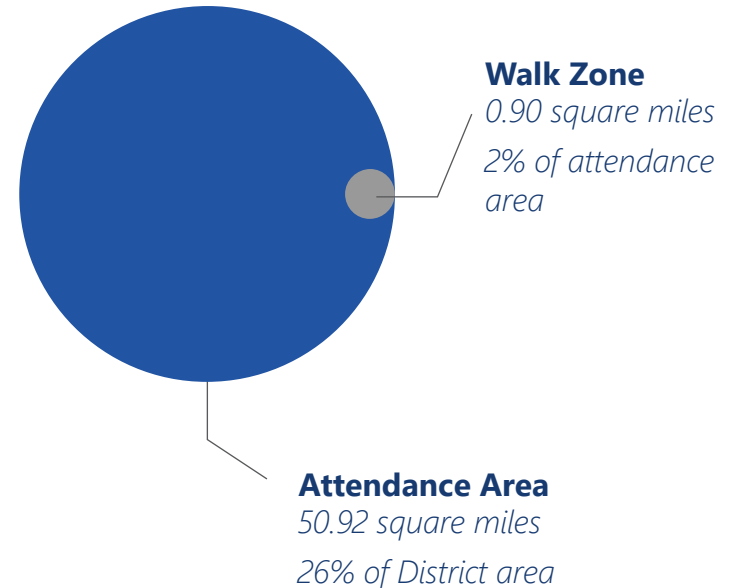 Walk Zone
0.90 square miles
2% of attendance
area
Attendance Area
50.92 square miles
26% of District area